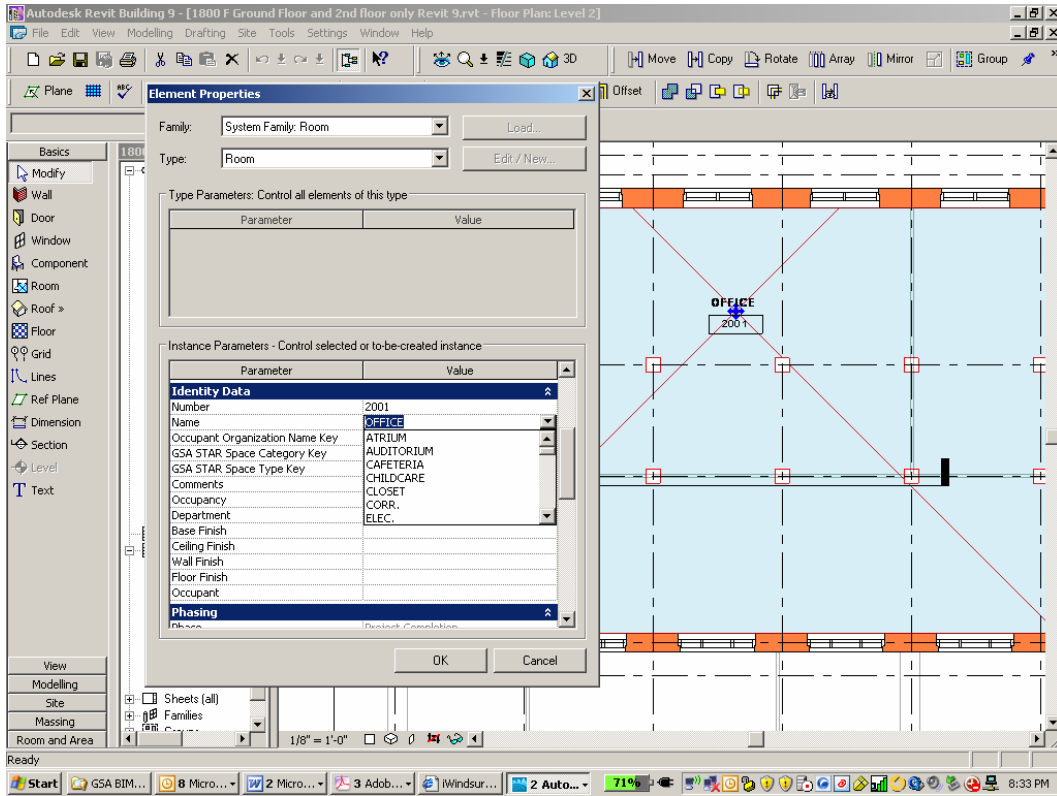 Autodesk Revit Building 9 - [1800 F Ground Floor and 2nd floor only Revit 9.rvt - Floor Plan: Level 2]
File Edit View Modelling Drafting Site Tools Settings Window Help
3D Move Copy Rotate Array Mirror Group
Plane ABC Offset
Element Properties
Family: System Family: Room Load...
Type: Room Edit / New...
Type Parameters: Control all elements of this type
Parameter Value
Instance Parameters - Control selected or to-be-created instance
Parameter Value
Identity Data
Number 2001
Name OFFICE
Occupant Organization Name Key ATRIUM
GSA STAR Space Category Key AUDITORIUM
GSA STAR Space Type Key CAFETERIA
Comments CHILDCARE
Occupancy CLOSET
Department CORR.
ELEC.
Base Finish
Ceiling Finish
Wall Finish
Floor Finish
Occupant
Phasing
Phase Project Completion
OK Cancel
Basics
Modify
Wall
Door
Window
Component
Room
Roof »
Floor
Grid
Lines
Ref Plane
Dimension
Section
Level
Text
View
Modelling
Site
Massing
Room and Area
1800
Sheets (all)
Families
Groups
OFFICE
2001
1/8" = 1'-0"
Ready
Start GSA BIM... 8 Micro... 2 Micro... 3 Adob... iWindsur... 2 Auto... 71% 8:33 PM